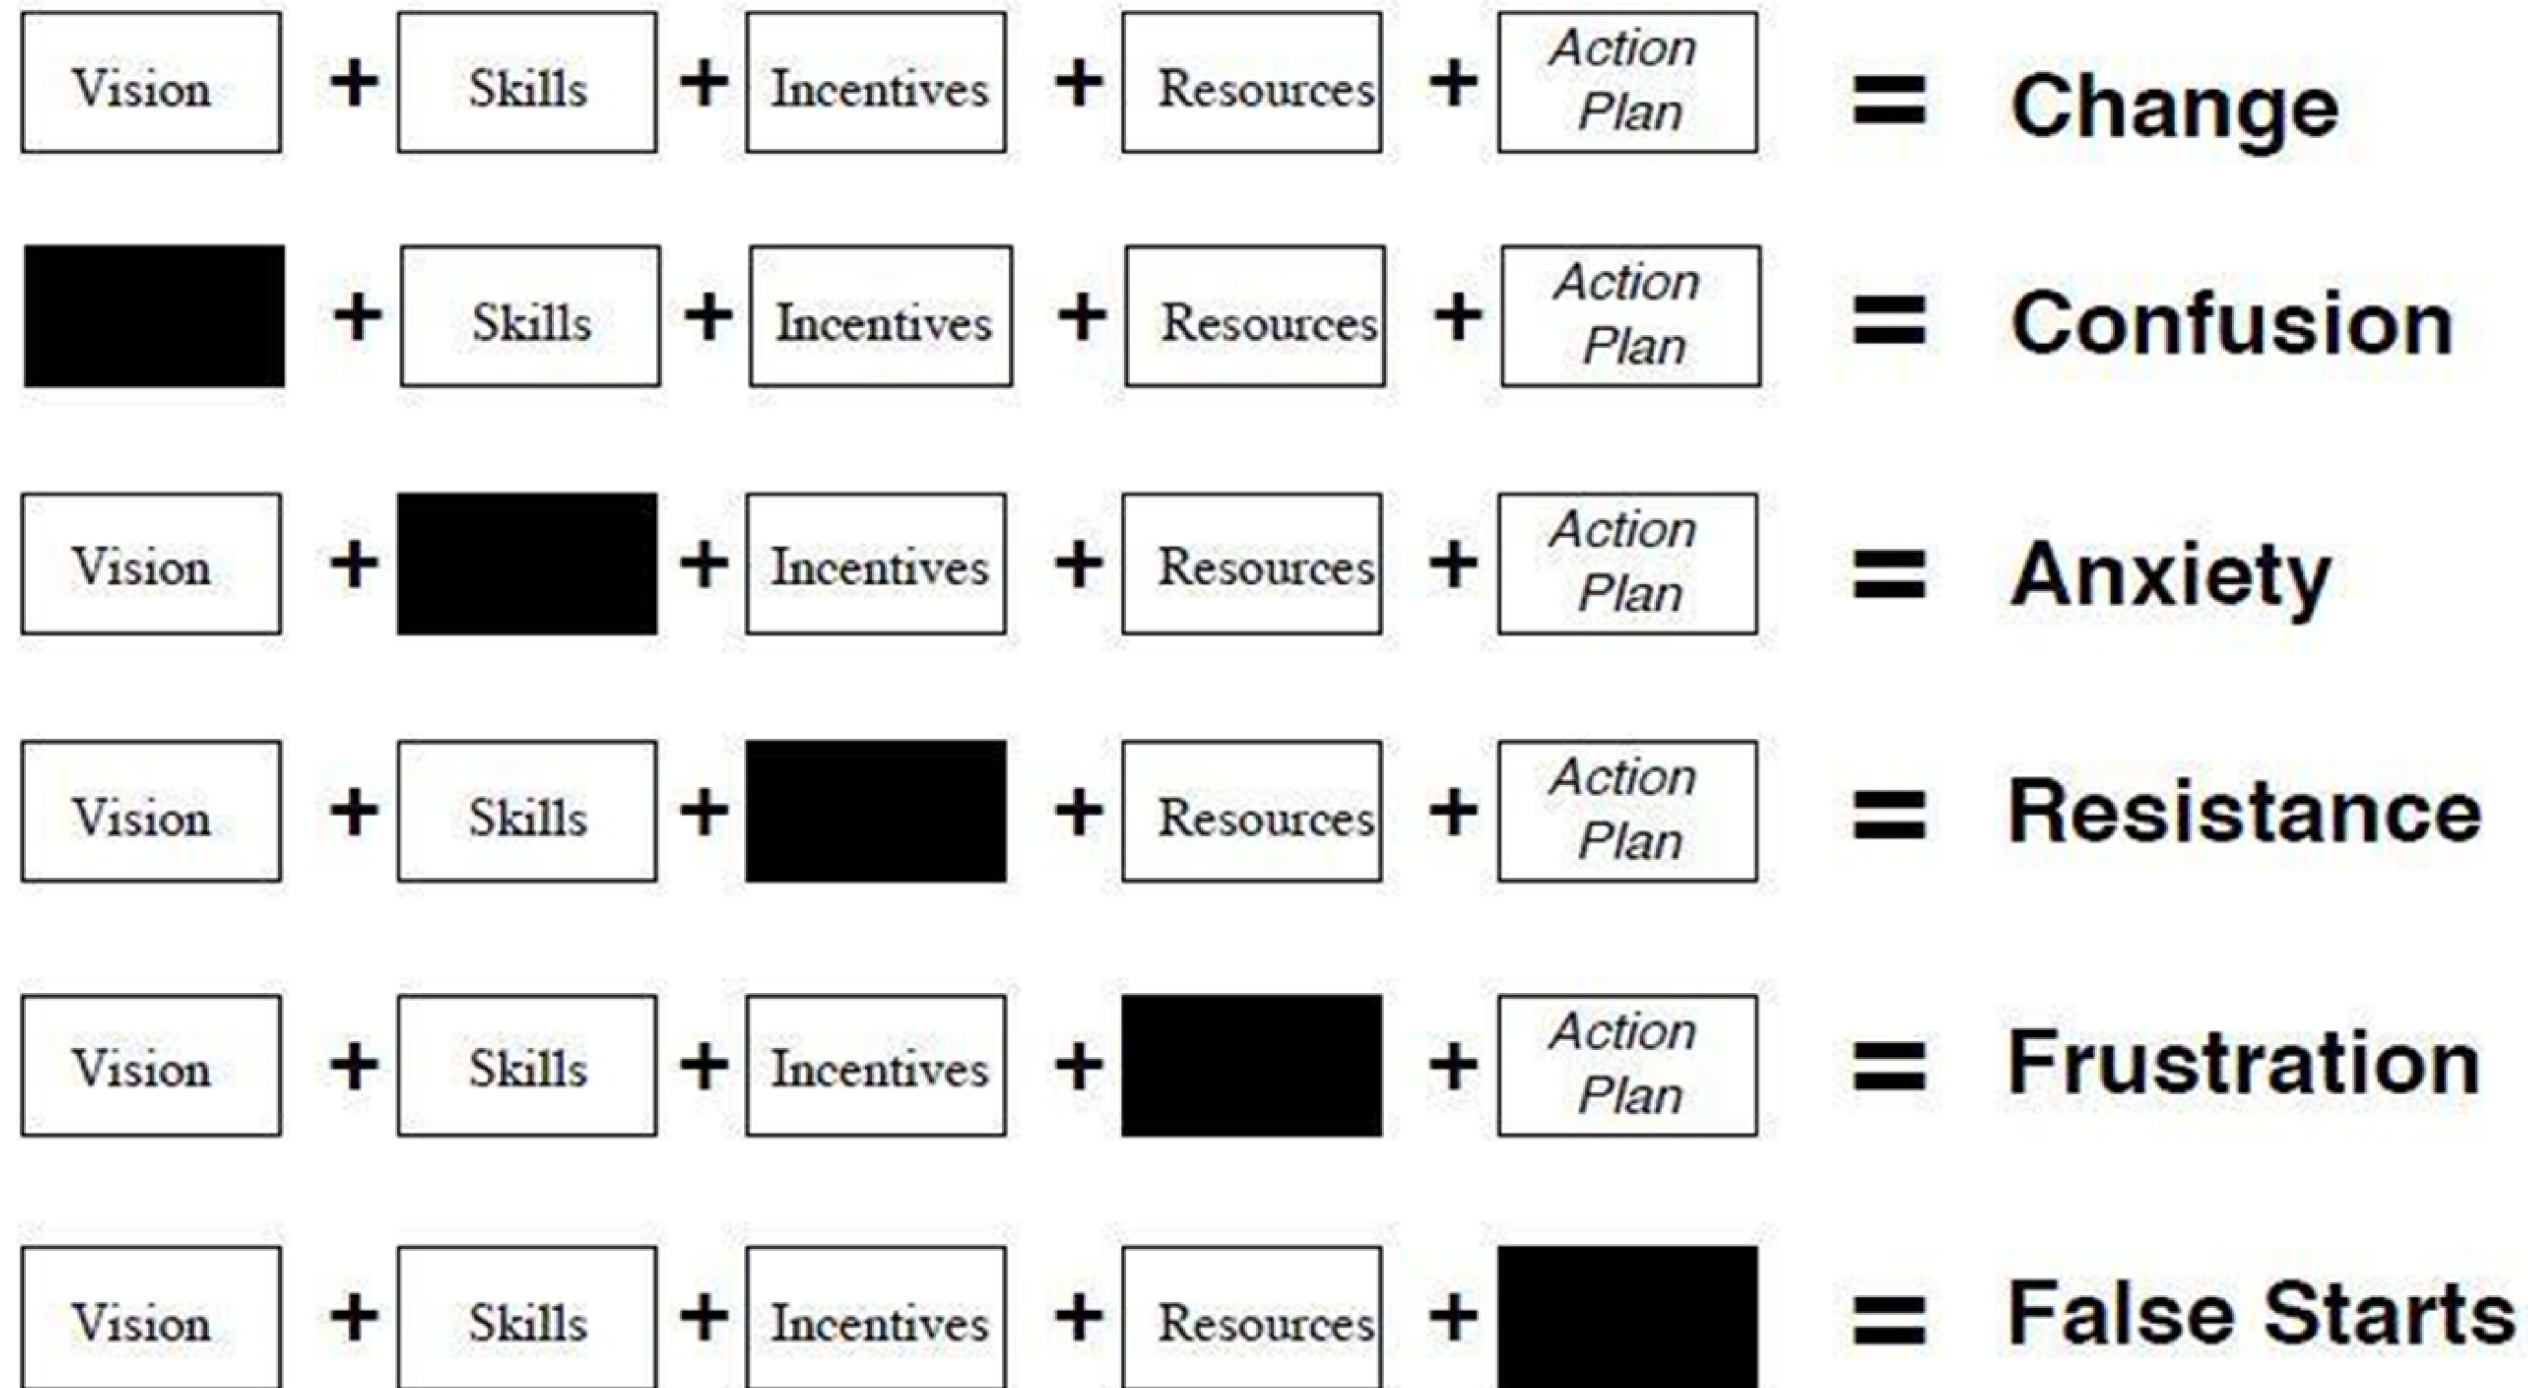 Vision + Skills + Incentives + Resources + Action Plan = Change
+ Skills + Incentives + Resources + Action Plan = Confusion
Vision + + Incentives + Resources + Action Plan = Anxiety
Vision + Skills + + Resources + Action Plan = Resistance
Vision + Skills + Incentives + + Action Plan = Frustration
Vision + Skills + Incentives + Resources + = False Starts